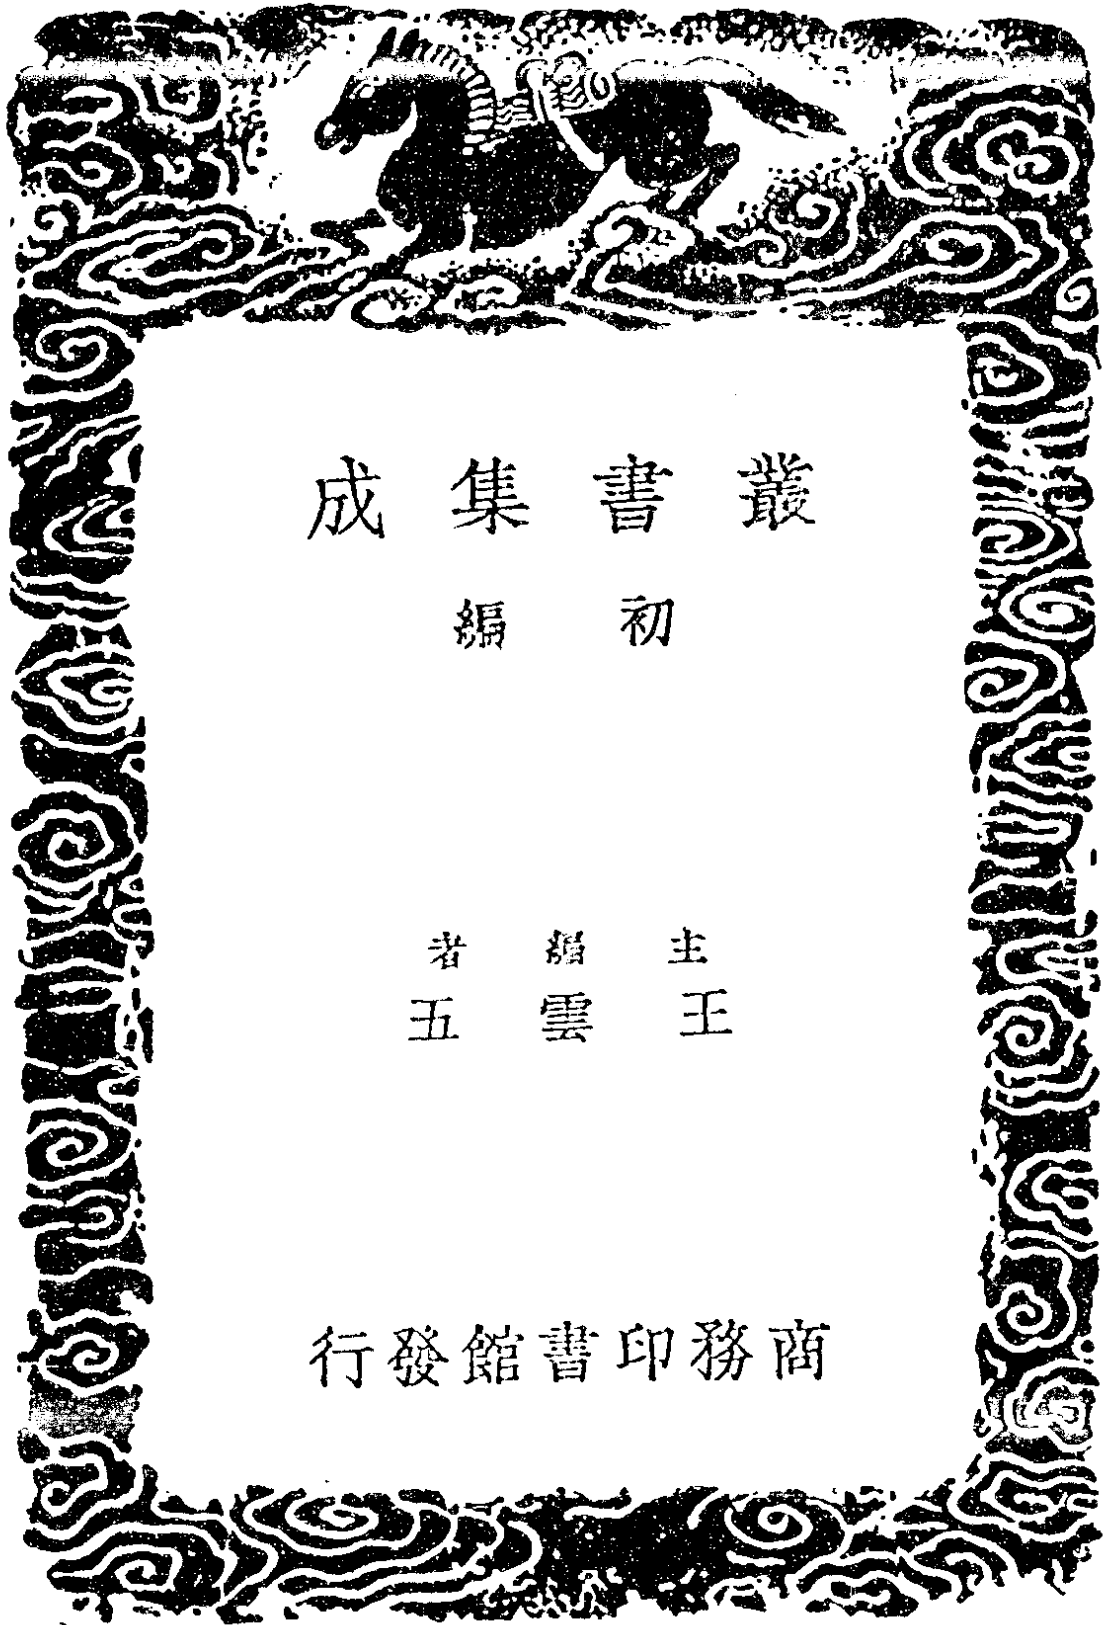 叢書集成
初編
主編者
王雲五
商務印書館發行